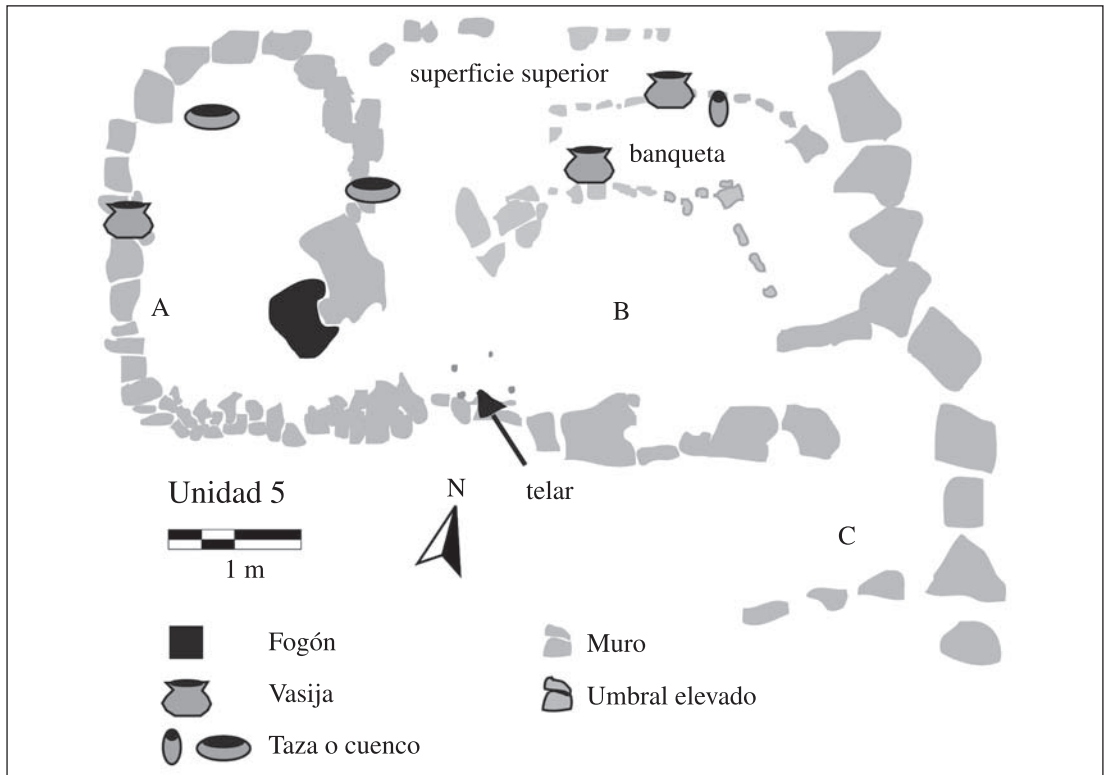 superficie superior
banqueta
A
B
Unidad 5
N
telar
1 m
C
Fogón
Muro
Vasija
Umbral elevado
Taza o cuenco